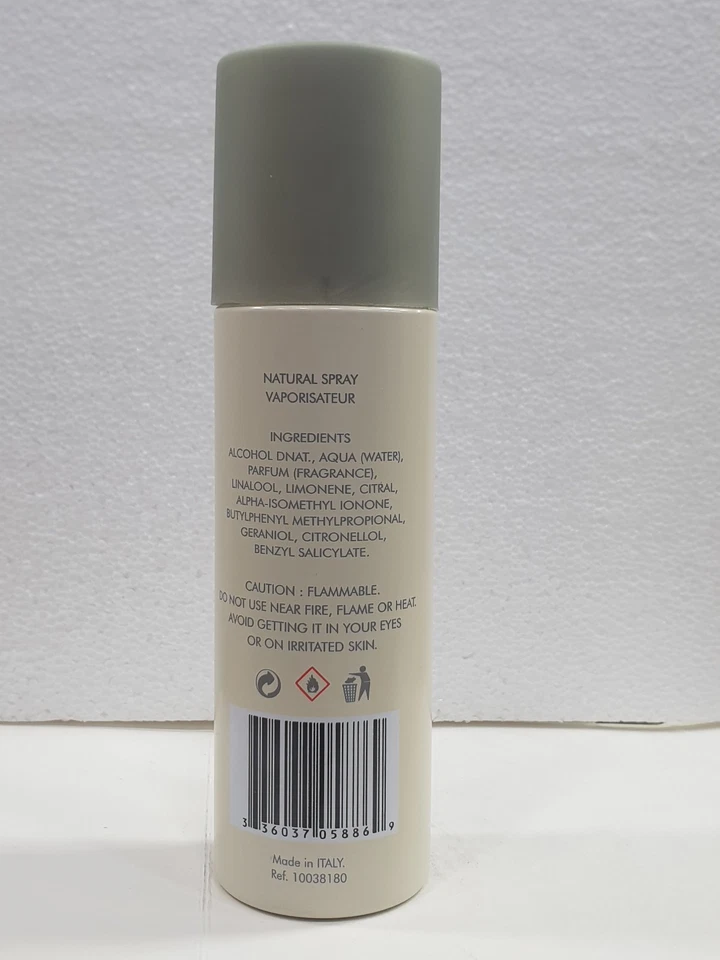 NATURAL SPRAY
VAPORISATEUR
INGREDIENTS
ALCOHOL DNAT., AQUA (WATER),
PARFUM (FRAGRANCE),
LINALOOL, LIMONENE, CITRAL,
ALPHA-ISOMETHYL IONONE,
BUTYLPHENYL METHYLPROPIONAL,
GERANIOL, CITRONELLOL,
BENZYL SALICYLATE.
CAUTION : FLAMMABLE.
DO NOT USE NEAR FIRE, FLAME OR HEAT.
AVOID GETTING IT IN YOUR EYES
OR ON IRRITATED SKIN.
3 36037 05886 9
Made in ITALY.
Ref. 10038180